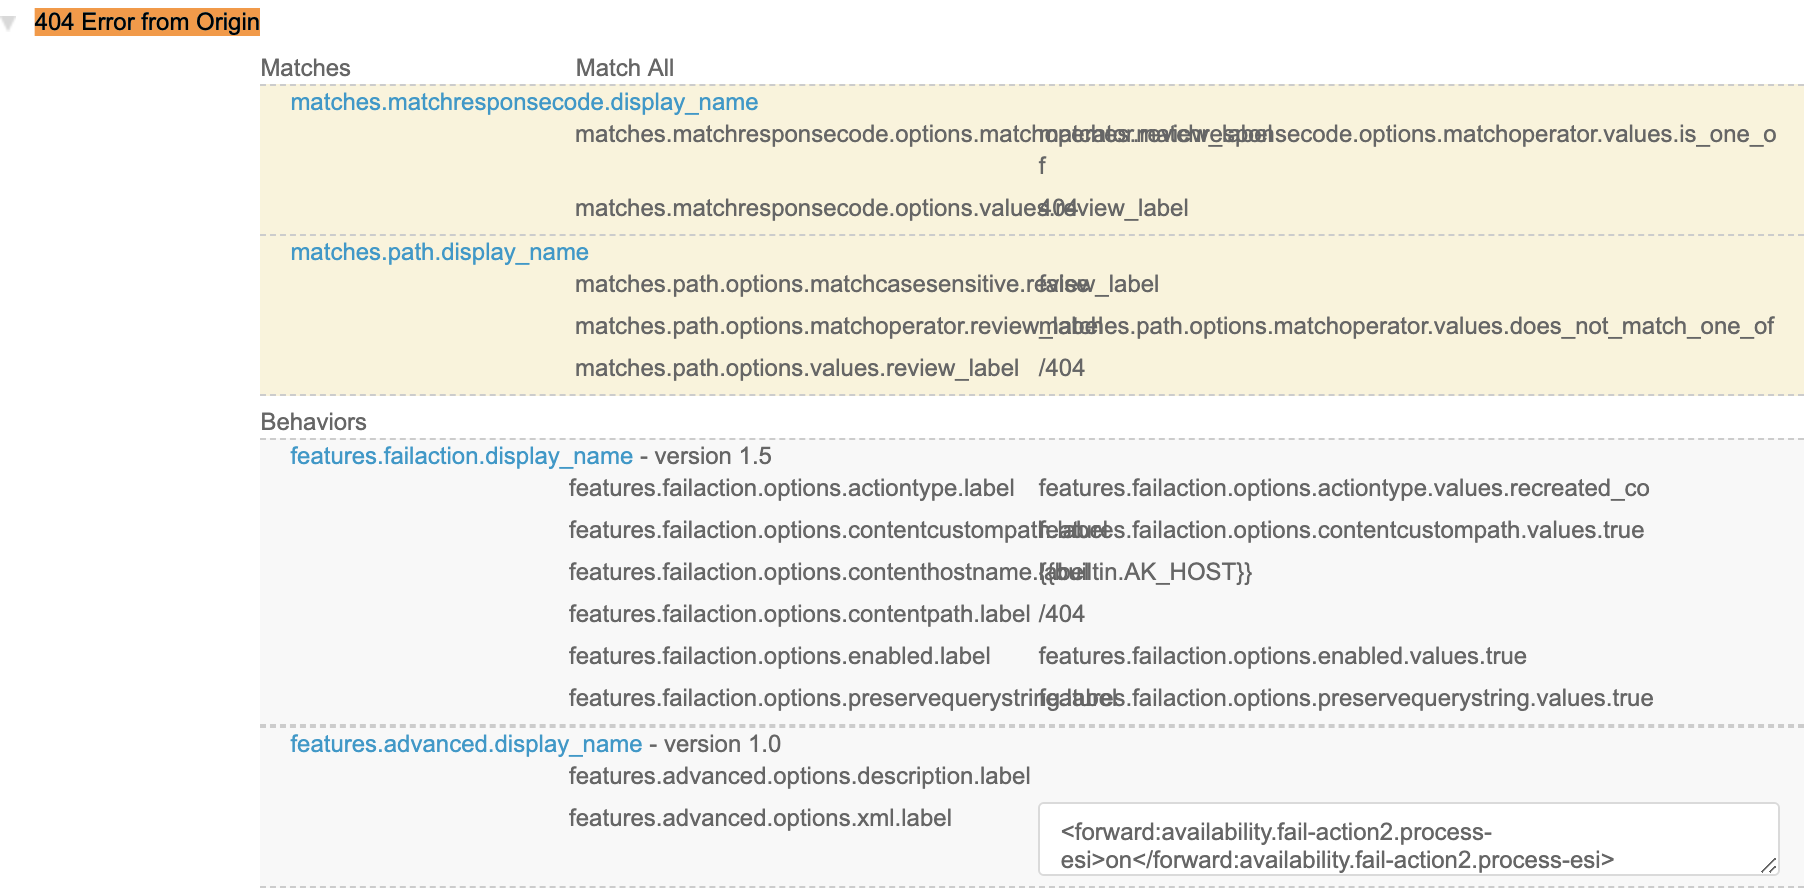 404 Error from Origin
Matches Match All
matches.matchresponsecode.display_name
matches.matchresponsecode.options.matchoperator.review_label matches.matchresponsecode.options.matchoperator.values.is_one_o
f
matches.matchresponsecode.options.values.review_label 404
matches.path.display_name
matches.path.options.matchcasesensitive.review_label false
matches.path.options.matchoperator.review_label matches.path.options.matchoperator.values.does_not_match_one_of
matches.path.options.values.review_label /404
Behaviors
features.failaction.display_name - version 1.5
features.failaction.options.actiontype.label features.failaction.options.actiontype.values.recreated_co
features.failaction.options.contentcustompath.label features.failaction.options.contentcustompath.values.true
features.failaction.options.contenthostname.label {{builtin.AK_HOST}}
features.failaction.options.contentpath.label /404
features.failaction.options.enabled.label features.failaction.options.enabled.values.true
features.failaction.options.preservequerystring.label features.failaction.options.preservequerystring.values.true
features.advanced.display_name - version 1.0
features.advanced.options.description.label
features.advanced.options.xml.label
<forward:availability.fail-action2.process-
esi>on</forward:availability.fail-action2.process-esi>